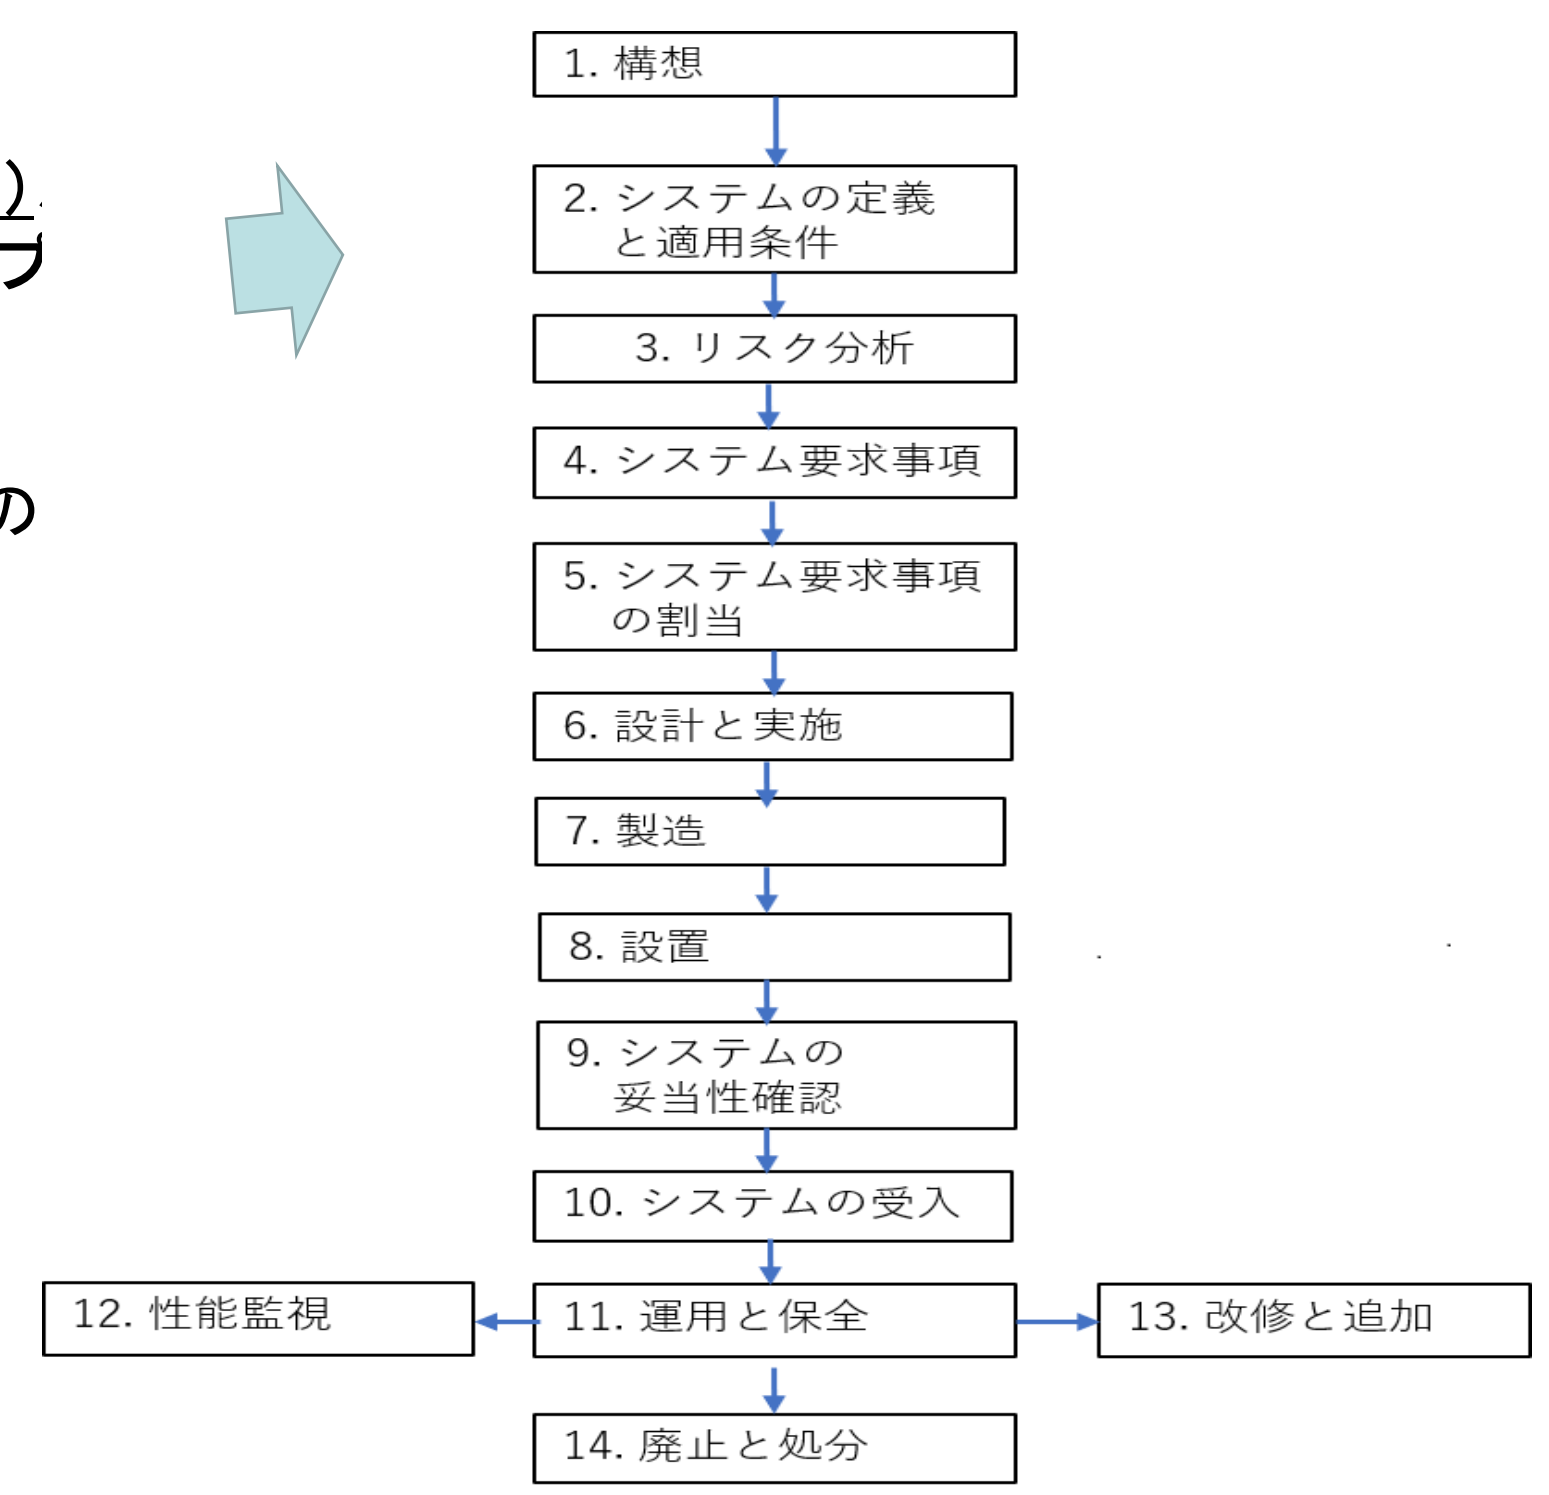 )
プ
の
1. 構想
2. システムの定義
と適用条件
3. リスク分析
4. システム要求事項
5. システム要求事項
の割当
6. 設計と実施
7. 製造
8. 設置
9. システムの
妥当性確認
10. システムの受入
12. 性能監視
11. 運用と保全
13. 改修と追加
14. 廃止と処分